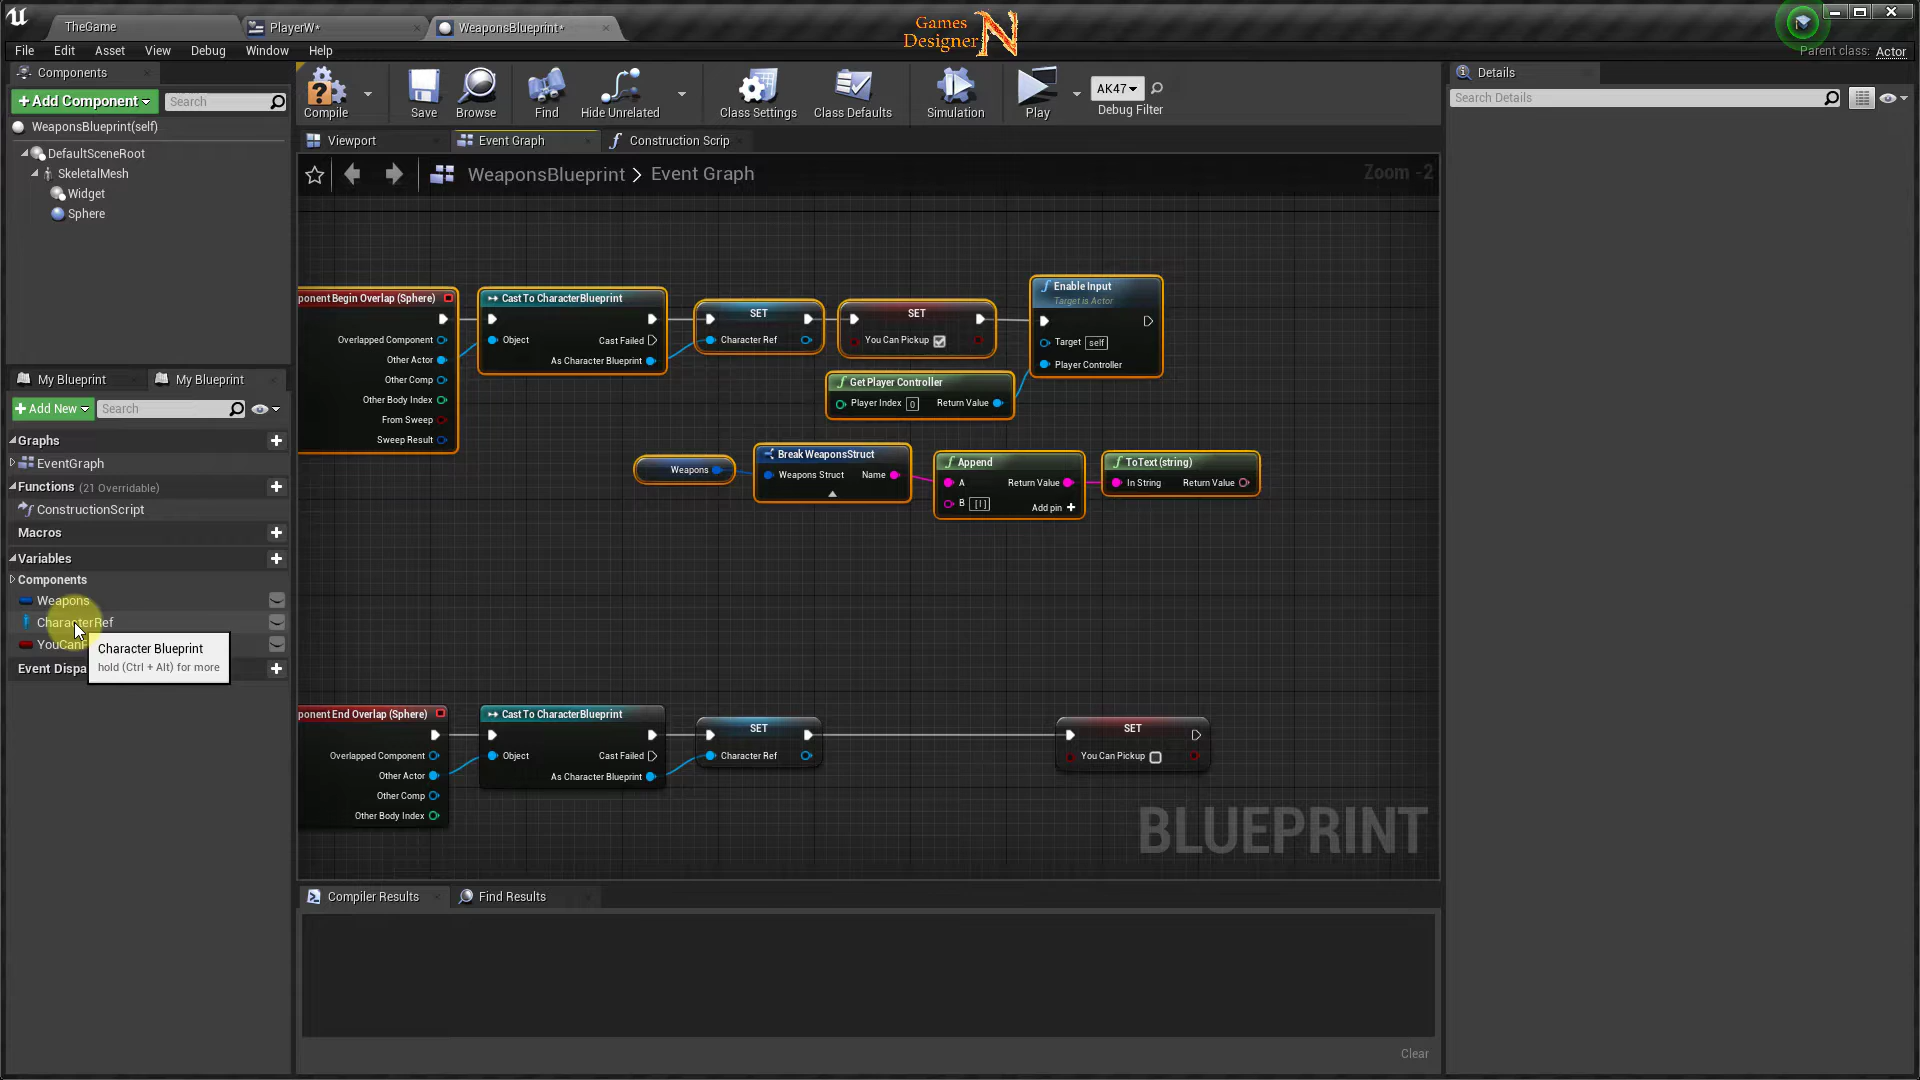 TheGame
PlayerW*
WeaponsBlueprint*
Games
Designer
N
File
Edit
Asset
View
Debug
Window
Help
Parent class: Actor
Components
+Add Component
Search
WeaponsBlueprint(self)
DefaultSceneRoot
SkeletalMesh
Widget
Sphere
Compile
Save
Browse
Find
Hide Unrelated
Class Settings
Class Defaults
Simulation
Play
AK47
Debug Filter
Details
Search Details
Viewport
Event Graph
Construction Scrip
WeaponsBlueprint > Event Graph
Zoom -2
My Blueprint
My Blueprint
+Add New
Search
Graphs
EventGraph
Functions (21 Overridable)
ConstructionScript
Macros
Variables
Components
Weapons
CharacterRef
YouCanP
Event Dispa
Character Blueprint
hold (Ctrl + Alt) for more
ponent Begin Overlap (Sphere)
Overlapped Component
Other Actor
Other Comp
Other Body Index
From Sweep
Sweep Result
Cast To CharacterBlueprint
Object
Cast Failed
As Character Blueprint
SET
Character Ref
SET
You Can Pickup
Enable Input
Target is Actor
Target self
Player Controller
Get Player Controller
Player Index 0
Return Value
Weapons
Break WeaponsStruct
Weapons Struct
Name
Append
A
Return Value
B [|]
Add pin +
ToText (string)
In String
Return Value
ponent End Overlap (Sphere)
Overlapped Component
Other Actor
Other Comp
Other Body Index
Cast To CharacterBlueprint
Object
Cast Failed
As Character Blueprint
SET
Character Ref
SET
You Can Pickup
BLUEPRINT
Compiler Results
Find Results
Clear